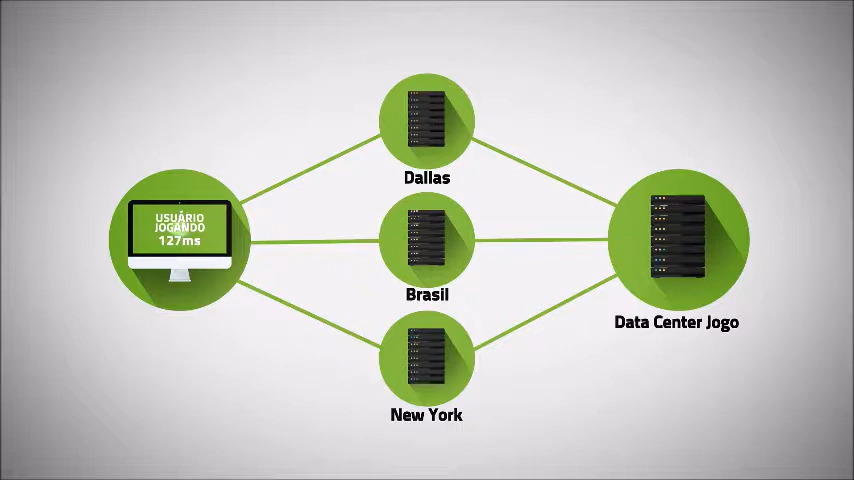 Dallas
USUÁRIO
JOGANDO
127ms
Brasil
Data Center Jogo
New York